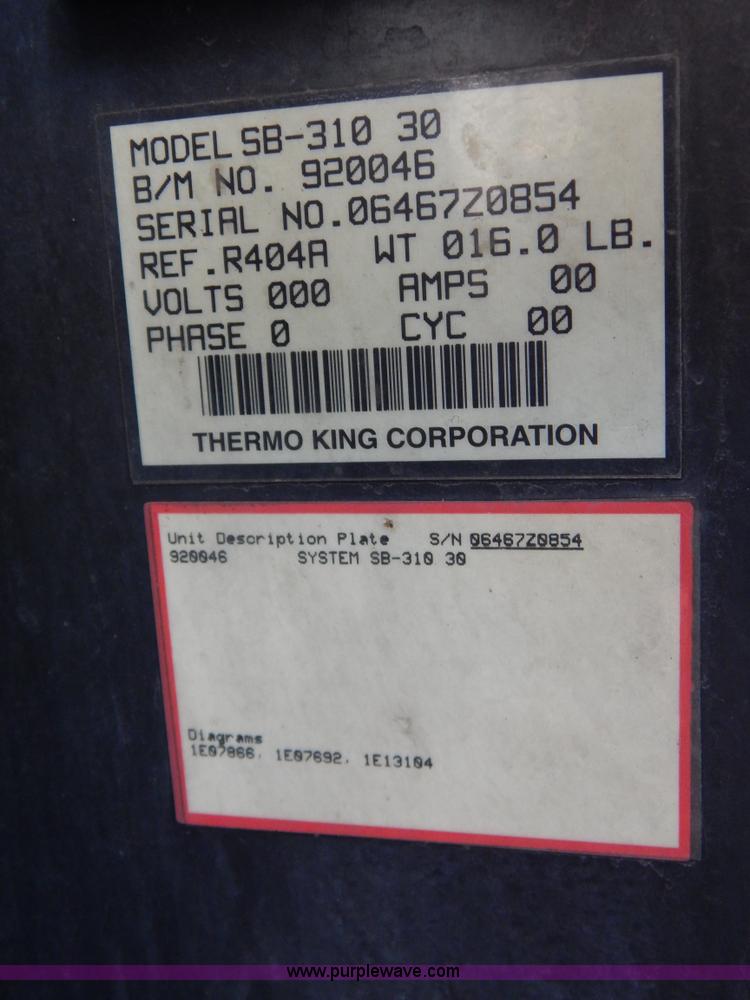 MODEL SB-310 30
B/M NO. 920046
SERIAL NO.06467Z0854
REF.R404A WT 016.0 LB.
VOLTS 000 AMPS 00
PHASE 0 CYC 00
THERMO KING CORPORATION
Unit Description Plate S/N 06467Z0854
920046 SYSTEM SB-310 30
Diagrams
1E07866, 1E07692, 1E13104
www.purplewave.com